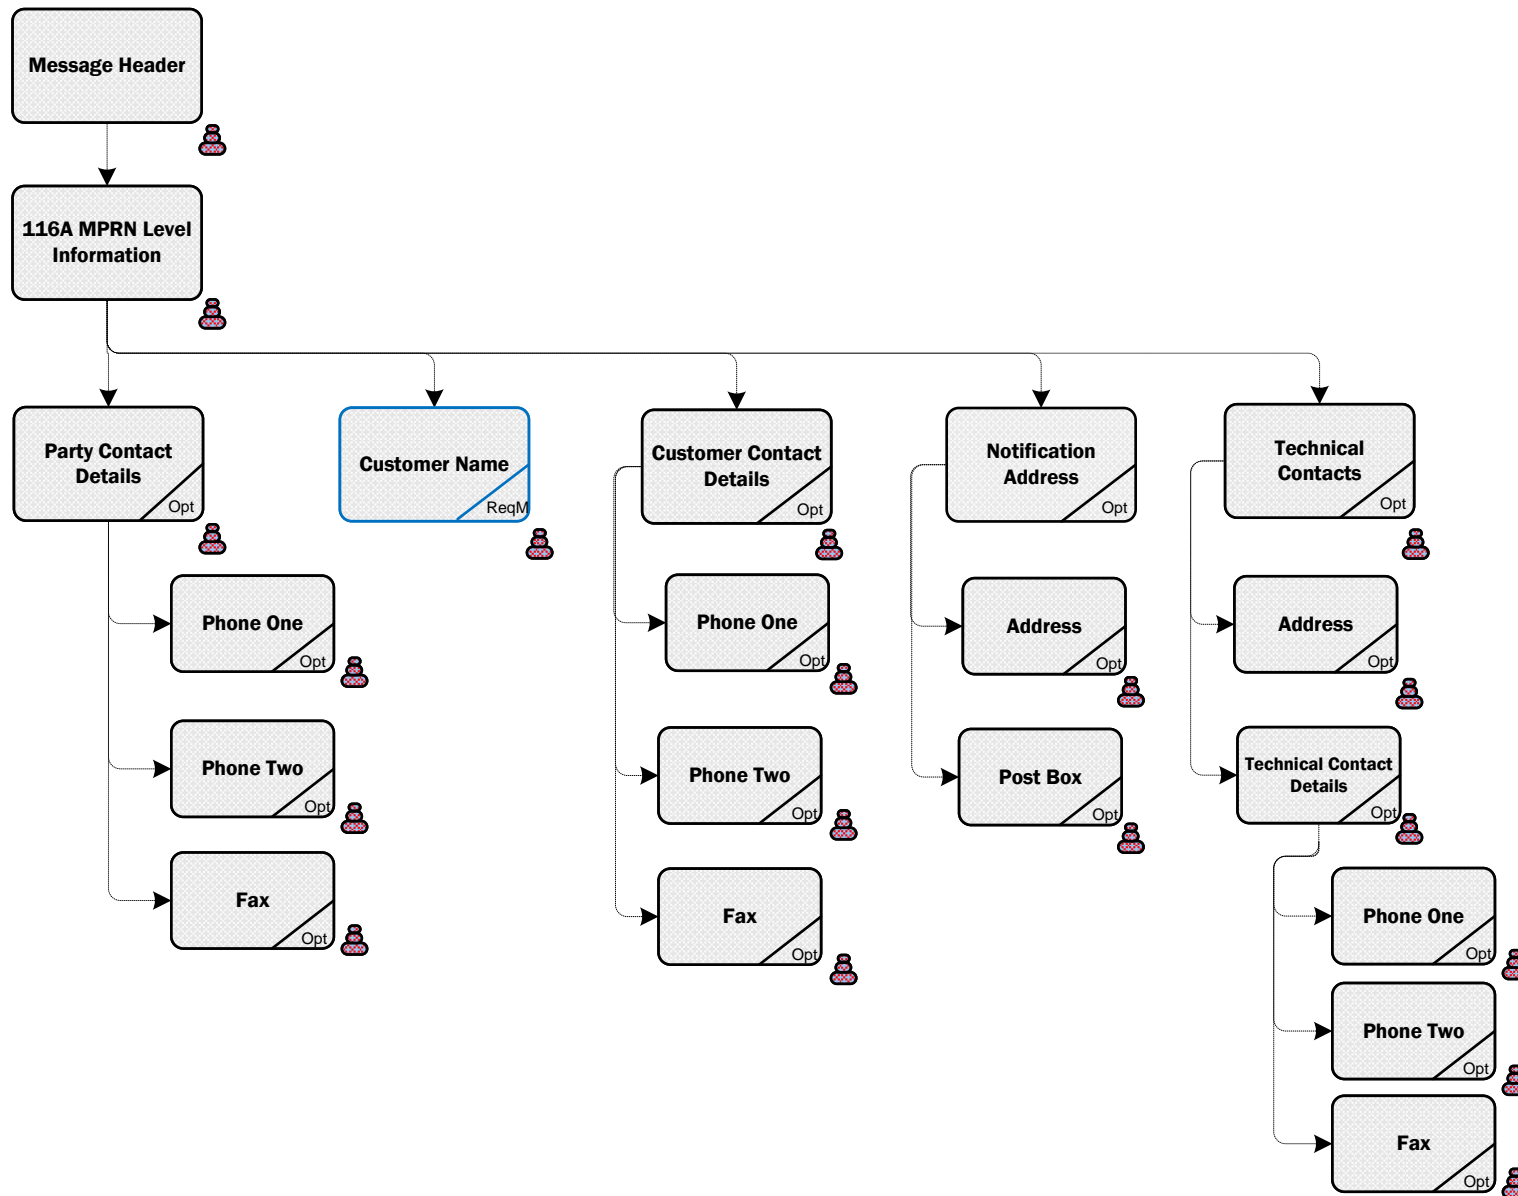 Message Header
116A MPRN Level
Information
Party Contact
Details
Opt
Customer Name
ReqM
Customer Contact
Details
Opt
Notification
Address
Opt
Technical
Contacts
Opt
Phone One
Opt
Phone One
Opt
Address
Opt
Address
Opt
Phone Two
Opt
Phone Two
Opt
Post Box
Opt
Technical Contact
Details
Opt
Fax
Opt
Fax
Opt
Phone One
Opt
Phone Two
Opt
Fax
Opt